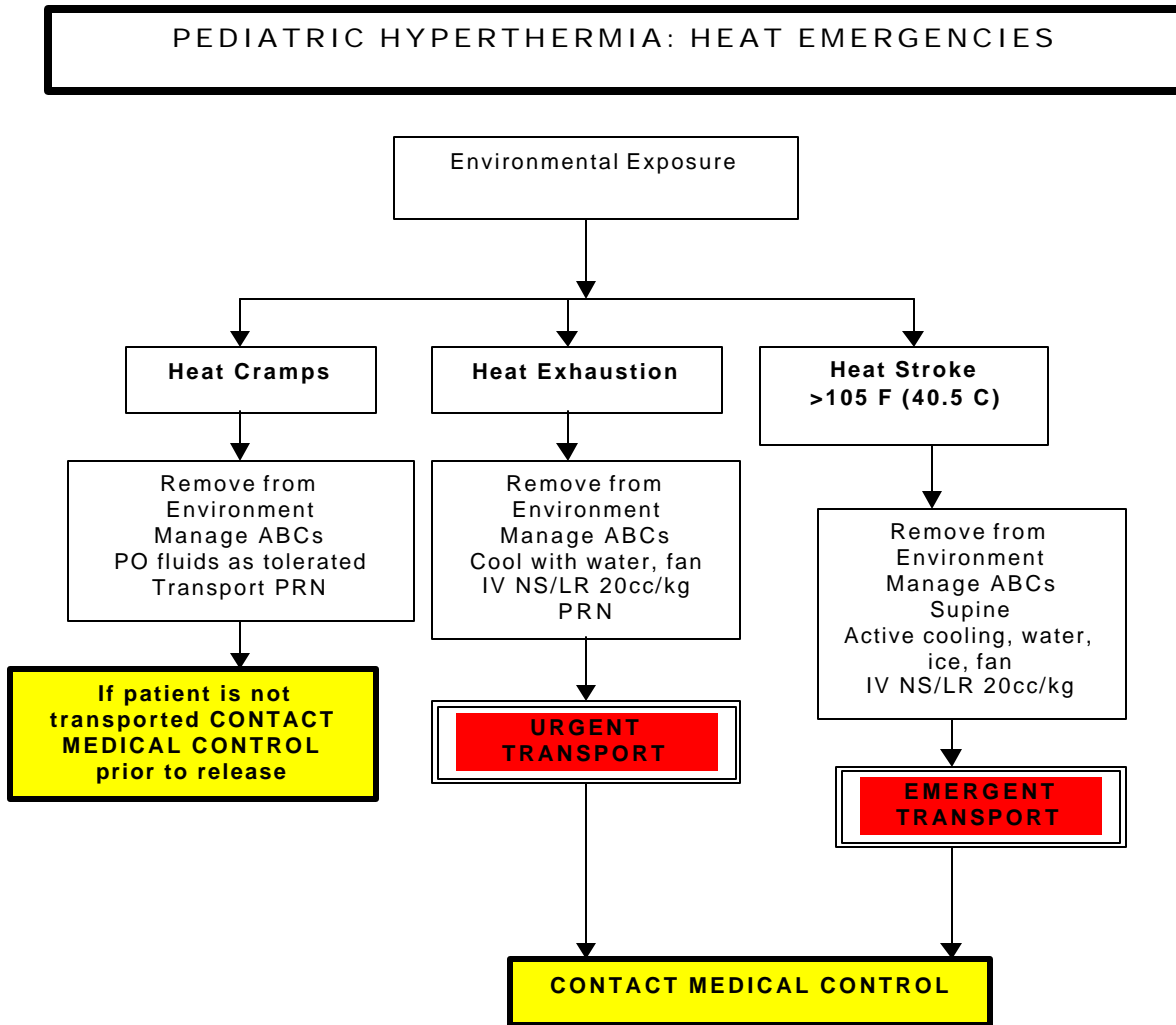 PEDIATRIC HYPERTHERMIA: HEAT EMERGENCIES
Environmental Exposure
Heat Cramps
Heat Exhaustion
Heat Stroke
>105 F (40.5 C)
Remove from
Environment
Manage ABCs
PO fluids as tolerated
Transport PRN
Remove from
Environment
Manage ABCs
Cool with water, fan
IV NS/LR 20cc/kg
PRN
Remove from
Environment
Manage ABCs
Supine
Active cooling, water,
ice, fan
IV NS/LR 20cc/kg
If patient is not
transported CONTACT
MEDICAL CONTROL
prior to release
URGENT
TRANSPORT
EMERGENT
TRANSPORT
CONTACT MEDICAL CONTROL